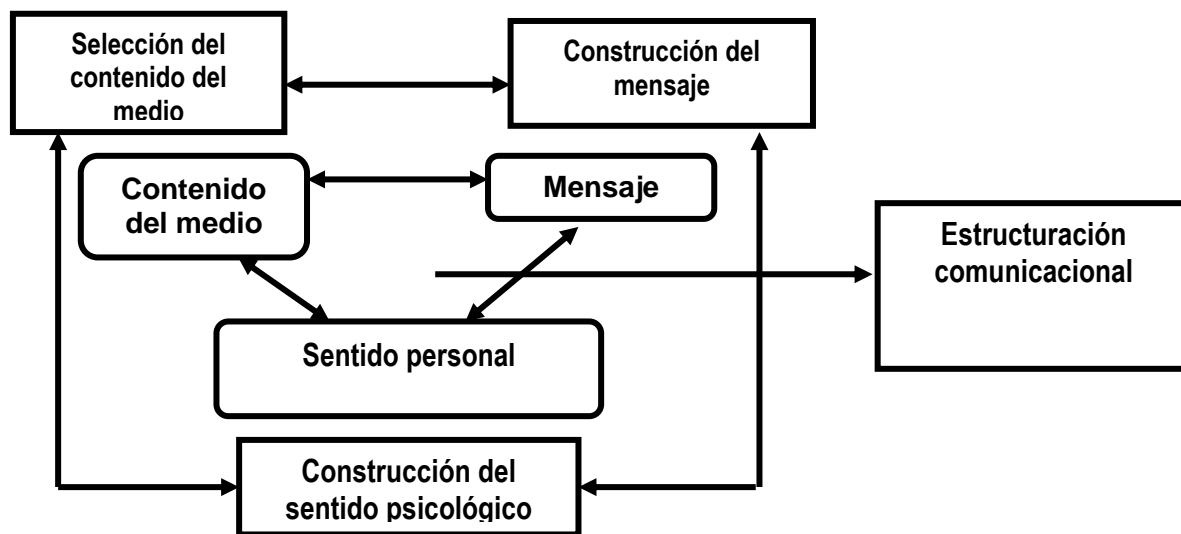 Selección del
contenido del
medio
Construcción del
mensaje
Contenido
del medio
Mensaje
Estructuración
comunicacional
Sentido personal
Construcción del
sentido psicológico